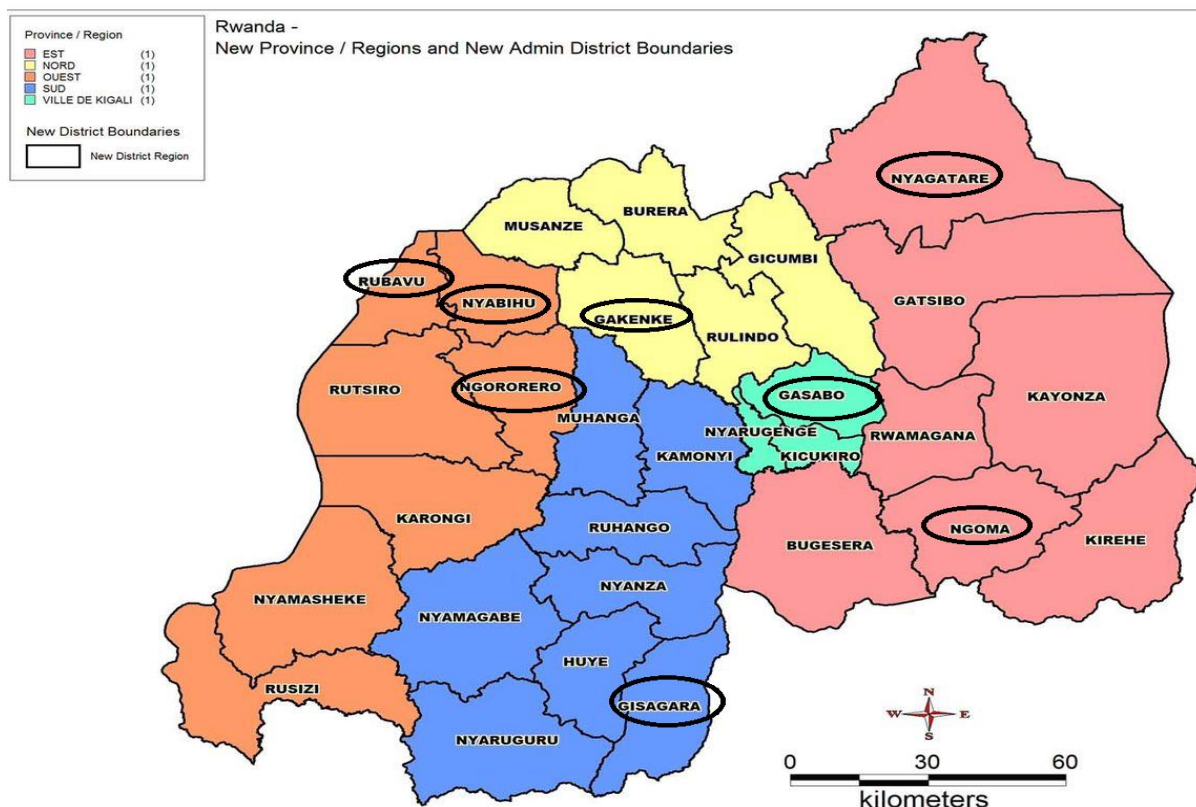 Rwanda -
New Province / Regions and New Admin District Boundaries
Province / Region
EST (1)
NORD (1)
OUEST (1)
SUD (1)
VILLE DE KIGALI (1)
New District Boundaries
New District Region
NYAGATARE
BURERA
MUSANZE
GICUMBI
RUBAVU
NYABIHU
GATSIBO
GAKENKE
RULINDO
RUTSIRO
NGORORERO
GASABO
KAYONZA
MUHANGA
NYARUGENGE
RWAMAGANA
KAMONYI
KICUKIRO
KARONGI
RUHANGO
NGOMA
BUGESERA
KIREHE
NYAMASHEKE
NYANZA
NYAMAGABE
HUYE
RUSIZI
GISAGARA
NYARUGURU
N
W E
S
0 30 60
kilometers